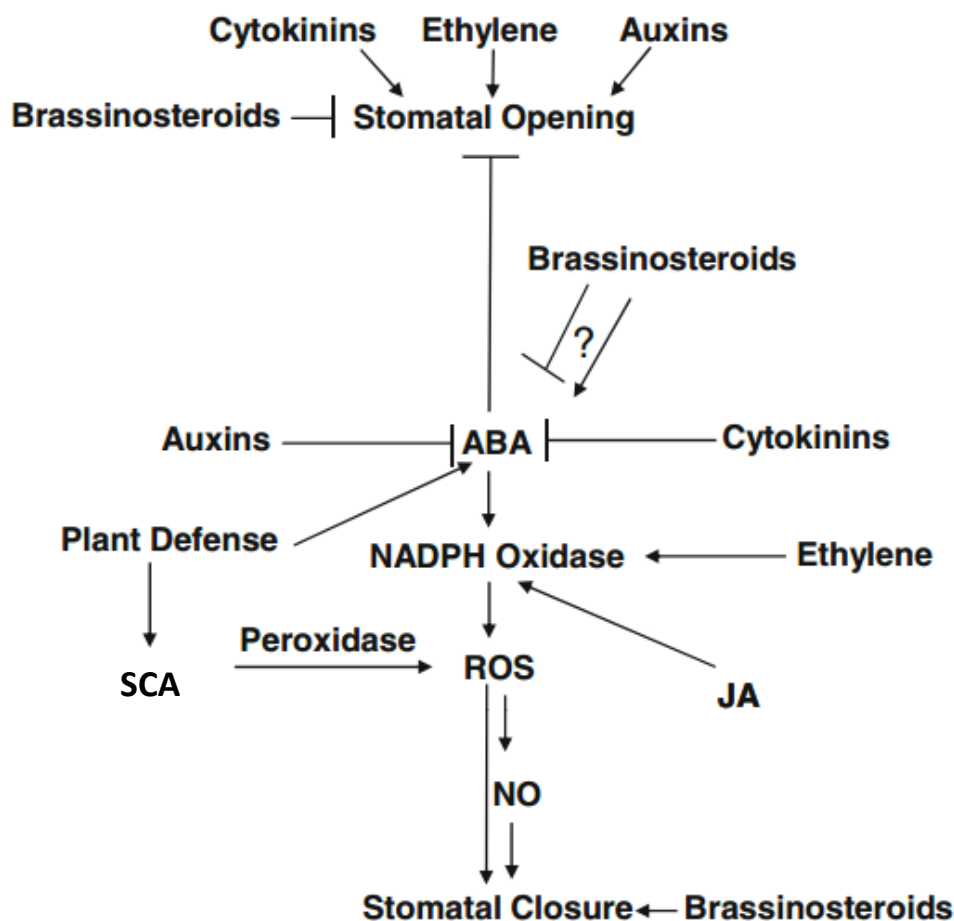 Cytokinins Ethylene Auxins
Brassinosteroids Stomatal Opening
Brassinosteroids
?
Auxins ABA Cytokinins
Plant Defense NADPH Oxidase Ethylene
Peroxidase
SCA ROS JA
NO
Stomatal Closure Brassinosteroids